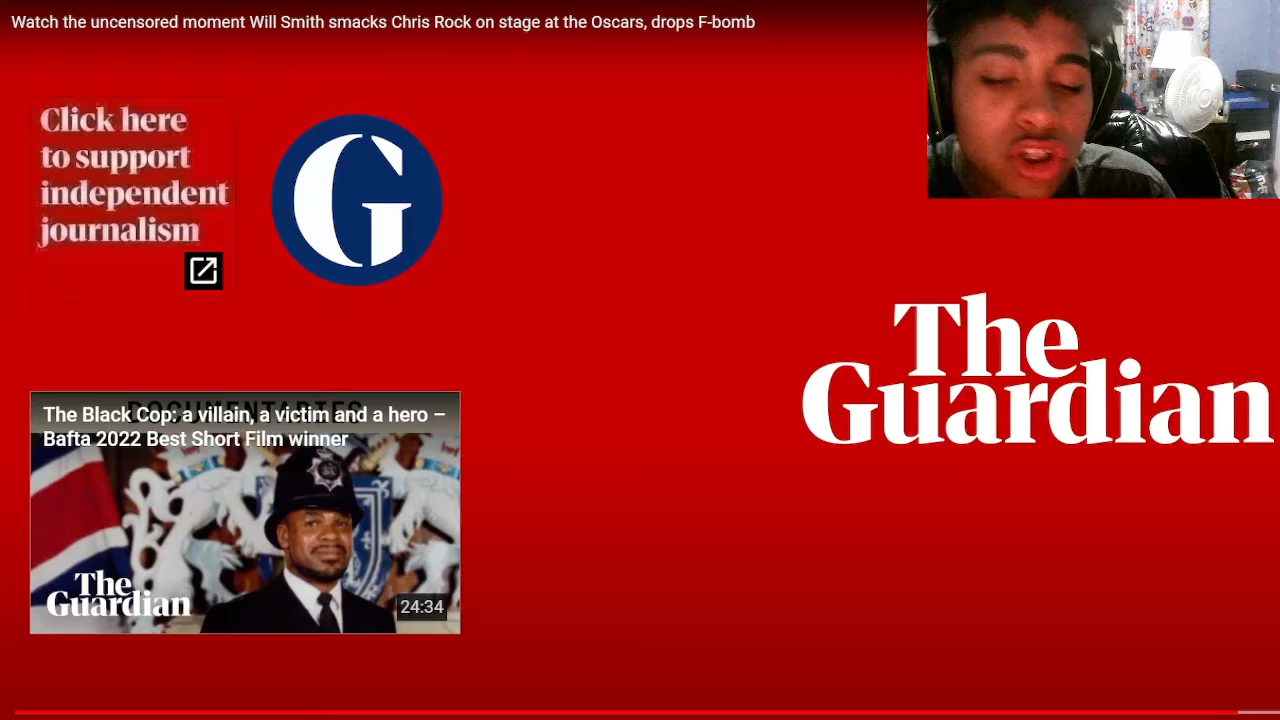 Watch the uncensored moment Will Smith smacks Chris Rock on stage at the Oscars, drops F-bomb
Click here
to support
independent
journalism
G
The
Guardian
DOCUMENTARIES
The Black Cop: a villain, a victim and a hero –
Bafta 2022 Best Short Film winner
The
Guardian
24:34